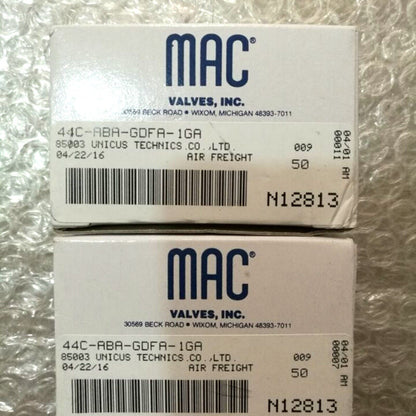 MAC®
VALVES, INC.
30569 BECK ROAD • WIXOM, MICHIGAN 48393-7011
44C-ABA-GDFA-1GA
85003 UNICUS TECHNICS.CO.,LTD. 009
04/22/16 AIR FREIGHT 50
N12813
04/01 AM
000011
MAC®
VALVES, INC.
30569 BECK ROAD • WIXOM, MICHIGAN 48393-7011
44C-ABA-GDFA-1GA
85003 UNICUS TECHNICS.CO.,LTD. 009
04/22/16 AIR FREIGHT 50
N12813
04/01 AM
000007